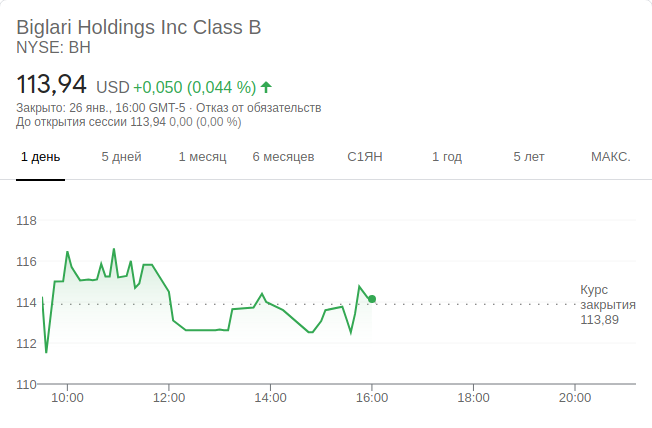 Biglari Holdings Inc Class B
NYSE: BH
113,94 USD +0,050 (0,044 %)
Закрыто: 26 янв., 16:00 GMT-5 · Отказ от обязательств
До открытия сессии 113,94 0,00 (0,00 %)
1 день 5 дней 1 месяц 6 месяцев С1ЯН 1 год 5 лет МАКС.
118
116
114
112
110
Курс
закрытия
113,89
10:00 12:00 14:00 16:00 18:00 20:00